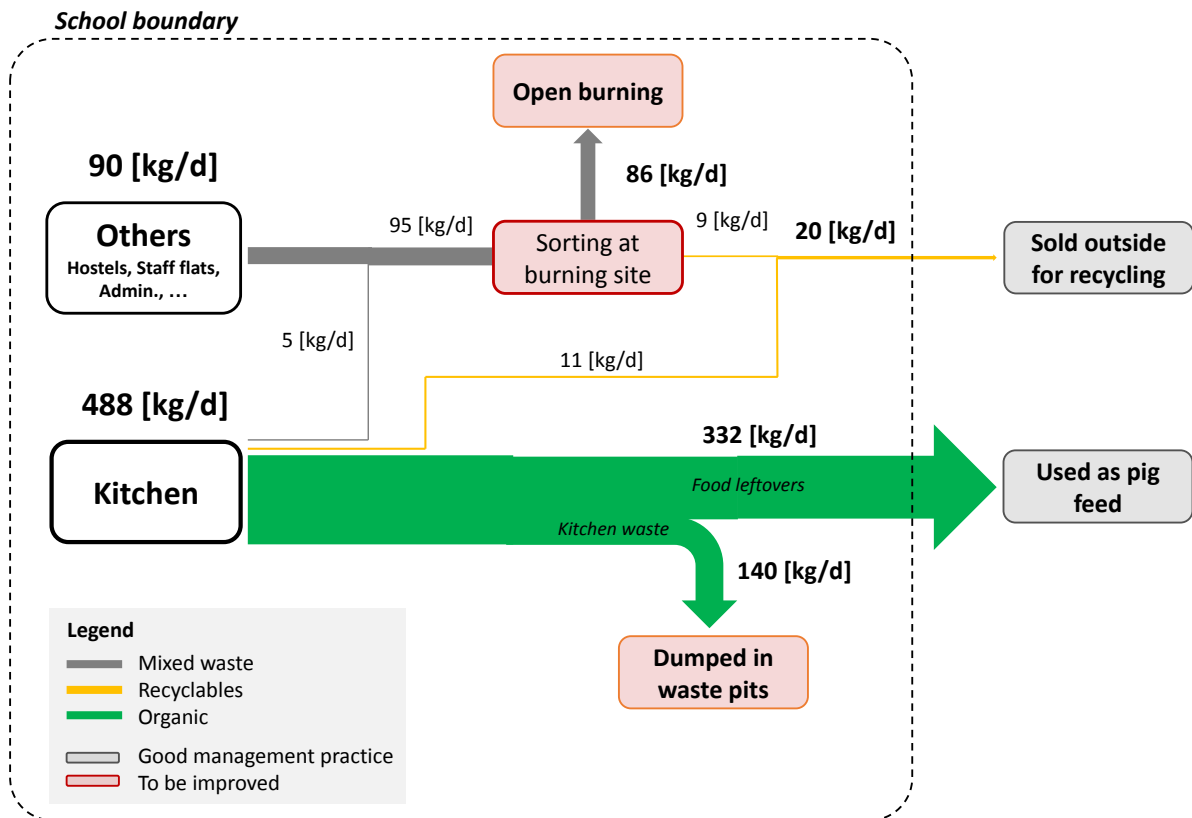 School boundary
Open burning
90 [kg/d]
86 [kg/d]
Others
Hostels, Staff flats,
Admin., …
95 [kg/d]
Sorting at
burning site
9 [kg/d]
20 [kg/d]
Sold outside
for recycling
5 [kg/d]
11 [kg/d]
488 [kg/d]
332 [kg/d]
Kitchen
Food leftovers
Used as pig
feed
Kitchen waste
140 [kg/d]
Dumped in
waste pits
Legend
Mixed waste
Recyclables
Organic
Good management practice
To be improved